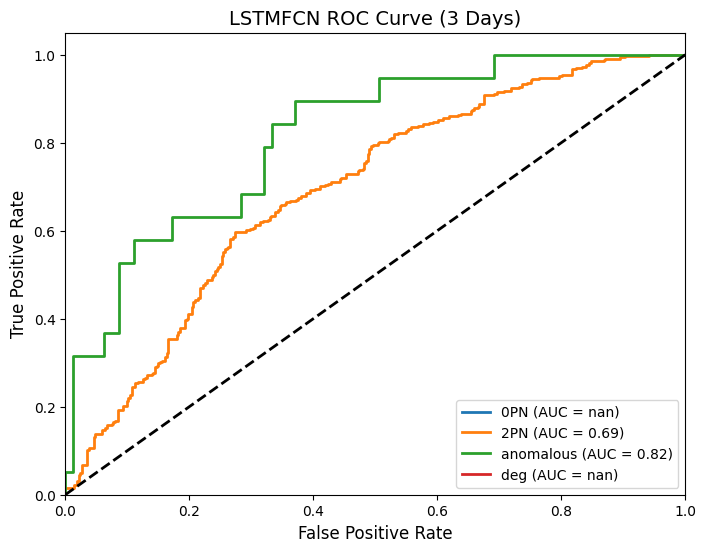 LSTMFCN ROC Curve (3 Days)
True Positive Rate
1.0
0.8
0.6
0.4
0.2
0.0
0PN (AUC = nan)
2PN (AUC = 0.69)
anomalous (AUC = 0.82)
deg (AUC = nan)
0.0 0.2 0.4 0.6 0.8 1.0
False Positive Rate